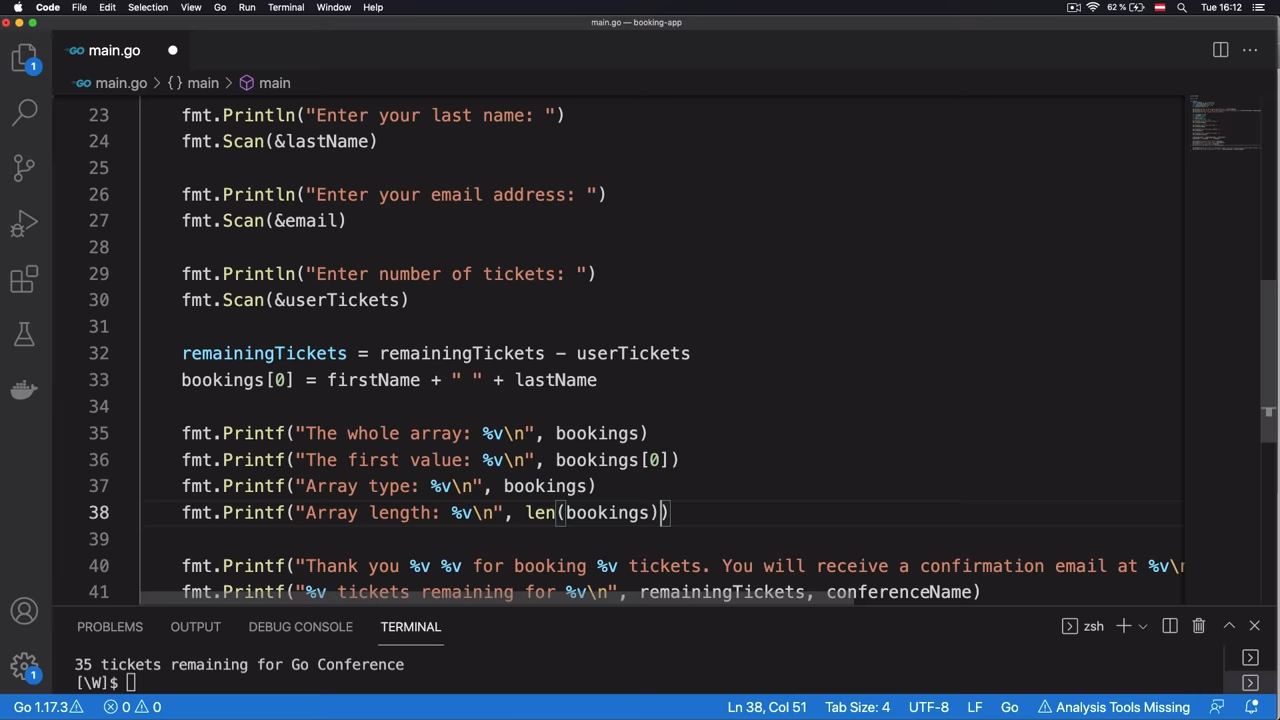 Code File Edit Selection View Go Run Terminal Window Help 62 % Tue 16:12
main.go — booking-app
1 GO main.go
GO main.go > {} main > main
23 fmt.Println("Enter your last name: ")
24 fmt.Scan(&lastName)
25
26 fmt.Println("Enter your email address: ")
27 fmt.Scan(&email)
28
29 fmt.Println("Enter number of tickets: ")
30 fmt.Scan(&userTickets)
31
32 remainingTickets = remainingTickets - userTickets
33 bookings[0] = firstName + " " + lastName
34
35 fmt.Printf("The whole array: %v\n", bookings)
36 fmt.Printf("The first value: %v\n", bookings[0])
37 fmt.Printf("Array type: %v\n", bookings)
38 fmt.Printf("Array length: %v\n", len(bookings))
39
40 fmt.Printf("Thank you %v %v for booking %v tickets. You will receive a confirmation email at %v\n
41 fmt.Printf("%v tickets remaining for %v\n", remainingTickets, conferenceName)
PROBLEMS OUTPUT DEBUG CONSOLE TERMINAL zsh
35 tickets remaining for Go Conference
[\W]$
1
Go 1.17.3 0 0 Ln 38, Col 51 Tab Size: 4 UTF-8 LF Go Analysis Tools Missing